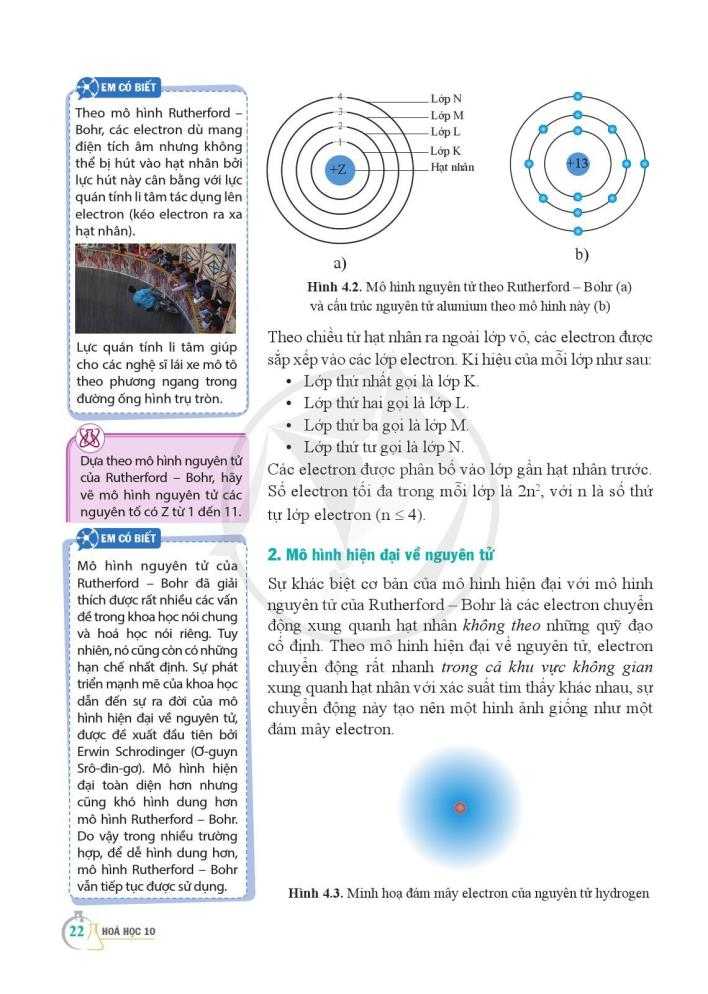 EM CÓ BIẾT
Theo mô hình Rutherford –
Bohr, các electron dù mang
điện tích âm nhưng không
thể bị hút vào hạt nhân bởi
lực hút này cân bằng với lực
quán tính li tâm tác dụng lên
electron (kéo electron ra xa
hạt nhân).
Lực quán tính li tâm giúp
cho các nghệ sĩ lái xe mô tô
theo phương ngang trong
đường ống hình trụ tròn.
Dựa theo mô hình nguyên tử
của Rutherford – Bohr, hãy
vẽ mô hình nguyên tử các
nguyên tố có Z từ 1 đến 11.
EM CÓ BIẾT
Mô hình nguyên tử của
Rutherford – Bohr đã giải
thích được rất nhiều các vấn
đề trong khoa học nói chung
và hoá học nói riêng. Tuy
nhiên, nó cũng còn có những
hạn chế nhất định. Sự phát
triển mạnh mẽ của khoa học
dẫn đến sự ra đời của mô
hình hiện đại về nguyên tử,
được đề xuất đầu tiên bởi
Erwin Schrodinger (Ơ-guyn
Srô-đin-gơ). Mô hình hiện
đại toàn diện hơn nhưng
cũng khó hình dung hơn
mô hình Rutherford – Bohr.
Do vậy trong nhiều trường
hợp, để dễ hình dung hơn,
mô hình Rutherford – Bohr
vẫn tiếp tục được sử dụng.
4
3
2
1
+Z
Lớp N
Lớp M
Lớp L
Lớp K
Hạt nhân
a)
+13
b)
Hình 4.2. Mô hình nguyên tử theo Rutherford – Bohr (a)
và cấu trúc nguyên tử alumium theo mô hình này (b)
Theo chiều từ hạt nhân ra ngoài lớp vỏ, các electron được
sắp xếp vào các lớp electron. Kí hiệu của mỗi lớp như sau:
• Lớp thứ nhất gọi là lớp K.
• Lớp thứ hai gọi là lớp L.
• Lớp thứ ba gọi là lớp M.
• Lớp thứ tư gọi là lớp N.
Các electron được phân bố vào lớp gần hạt nhân trước.
Số electron tối đa trong mỗi lớp là 2n², với n là số thứ
tự lớp electron (n ≤ 4).
2. Mô hình hiện đại về nguyên tử
Sự khác biệt cơ bản của mô hình hiện đại với mô hình
nguyên tử của Rutherford – Bohr là các electron chuyển
động xung quanh hạt nhân không theo những quỹ đạo
cố định. Theo mô hình hiện đại về nguyên tử, electron
chuyển động rất nhanh trong cả khu vực không gian
xung quanh hạt nhân với xác suất tìm thấy khác nhau, sự
chuyển động này tạo nên một hình ảnh giống như một
đám mây electron.
Hình 4.3. Minh hoạ đám mây electron của nguyên tử hydrogen
22
HOÁ HỌC 10